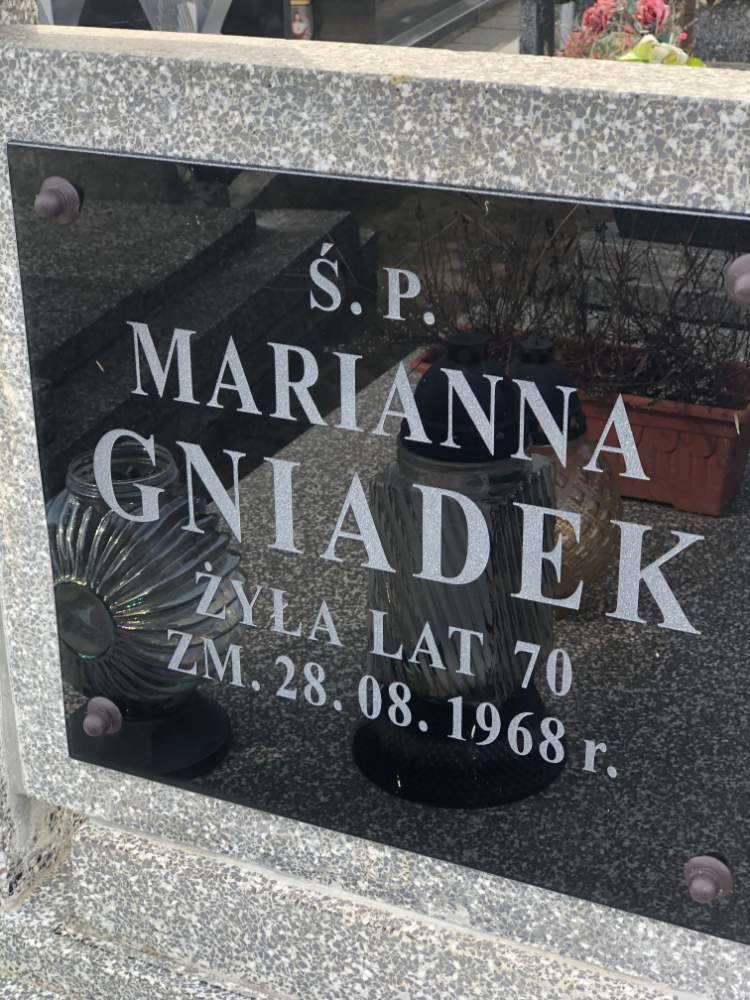 Ś. P.
MARIANNA
GNIADEK
ŻYŁA LAT 70
ZM. 28. 08. 1968 r.